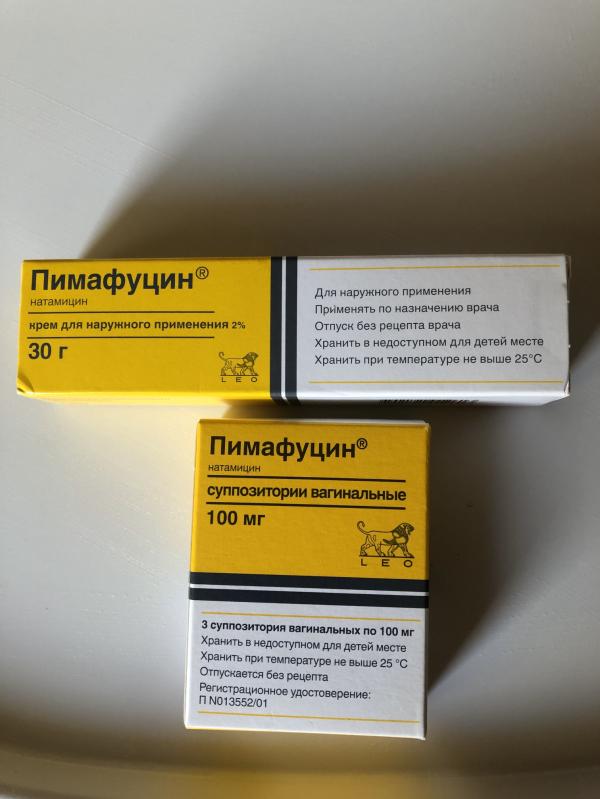 Пимафуцин®
натамицин
крем для наружного применения 2%
30 г
LEO
Для наружного применения
Применять по назначению врача
Отпуск без рецепта врача
Хранить в недоступном для детей месте
Хранить при температуре не выше 25°C
Пимафуцин®
натамицин
суппозитории вагинальные
100 мг
LEO
3 суппозитория вагинальных по 100 мг
Хранить в недоступном для детей месте
Хранить при температуре не выше 25 °C
Отпускается без рецепта
Регистрационное удостоверение:
П N013552/01